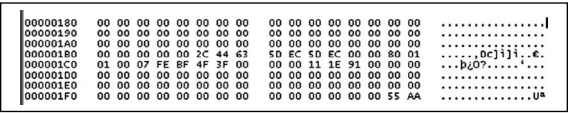 00000180 00 00 00 00 00 00 00 00 00 00 00 00 00 00 00 00 ................
00000190 00 00 00 00 00 00 00 00 00 00 00 00 00 00 00 00 ................
000001A0 00 00 00 00 00 00 00 00 00 00 00 00 00 00 00 00 ................
000001B0 00 00 00 00 00 2C 44 63 5D EC 5D EC 00 00 80 01 .....,Dc]ì]ì..€.
000001C0 01 00 07 FE BF 4F 3F 00 00 00 11 1E 91 00 00 00 ...þ¿O?.....‘...
000001D0 00 00 00 00 00 00 00 00 00 00 00 00 00 00 00 00 ................
000001E0 00 00 00 00 00 00 00 00 00 00 00 00 00 00 00 00 ................
000001F0 00 00 00 00 00 00 00 00 00 00 00 00 00 00 55 AA ..............Uª